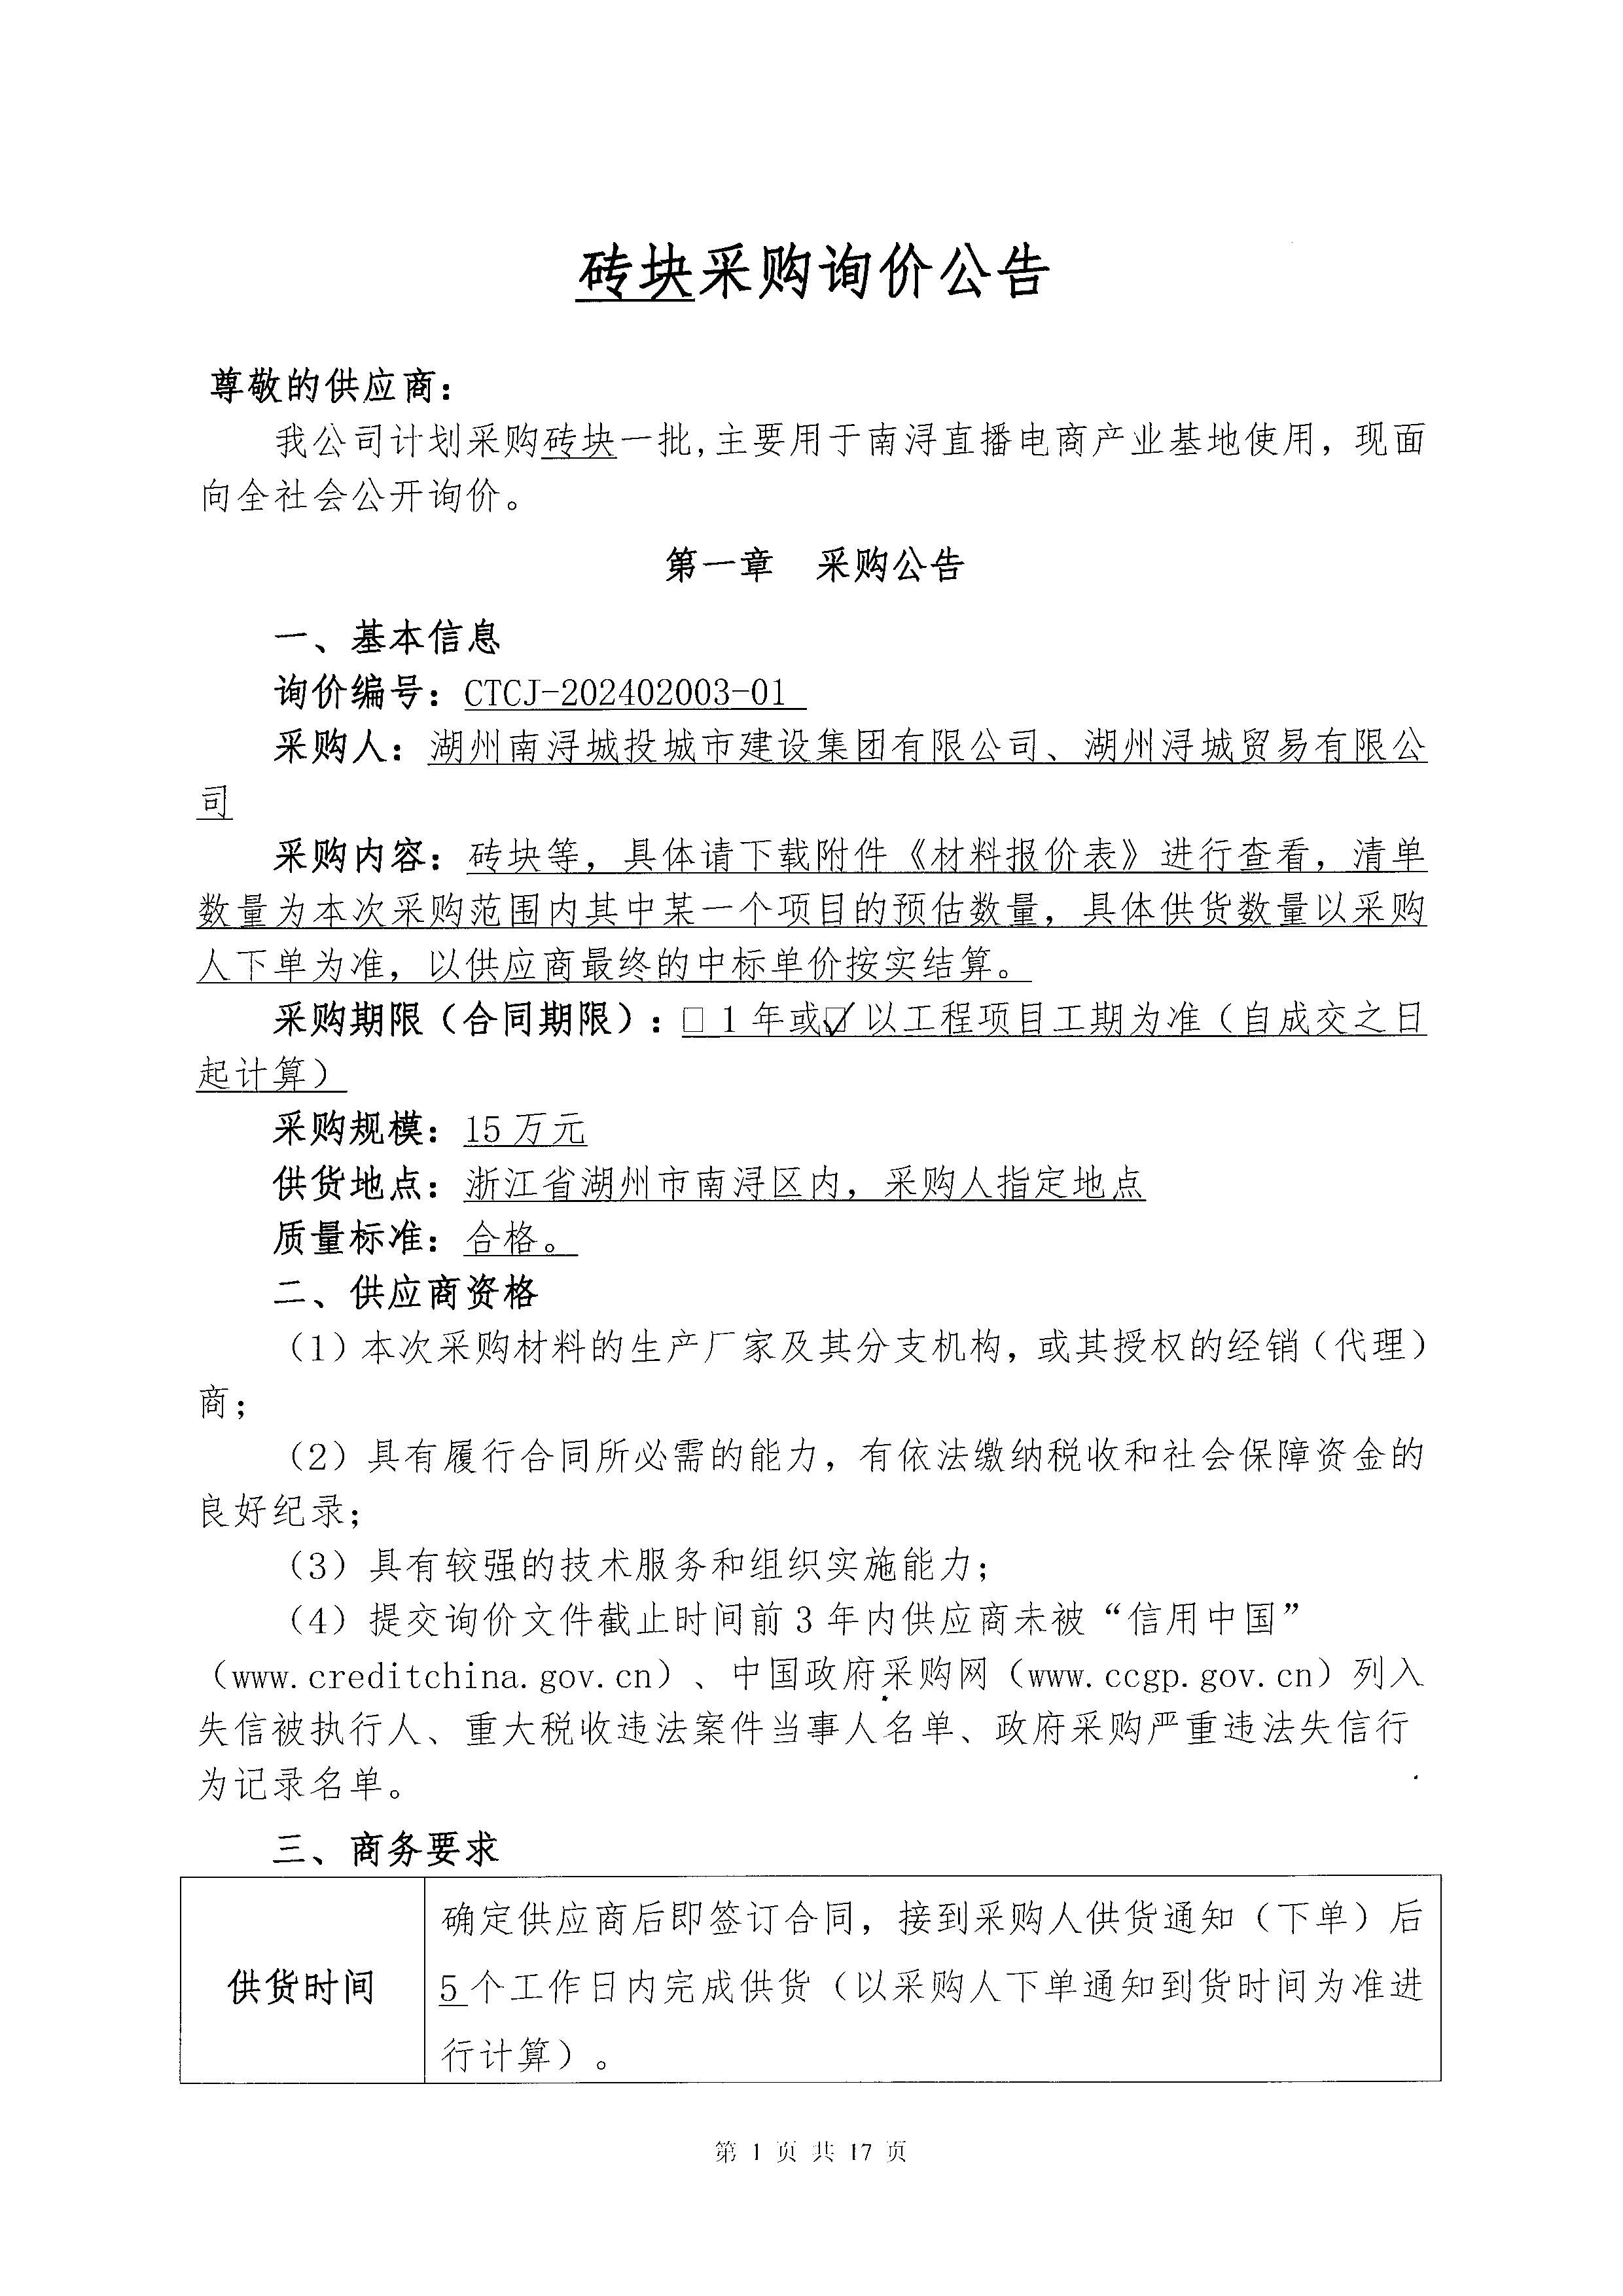 砖块采购询价公告
尊敬的供应商：
我公司计划采购砖块一批,主要用于南浔直播电商产业基地使用，现面
向全社会公开询价。
第一章 采购公告
一、基本信息
询价编号：CTCJ-202402003-01
采购人：湖州南浔城投城市建设集团有限公司、湖州浔城贸易有限公
司
采购内容：砖块等，具体请下载附件《材料报价表》进行查看，清单
数量为本次采购范围内其中某一个项目的预估数量，具体供货数量以采购
人下单为准，以供应商最终的中标单价按实结算。
采购期限（合同期限）：□1年或☑以工程项目工期为准（自成交之日
起计算）
采购规模：15万元
供货地点：浙江省湖州市南浔区内，采购人指定地点
质量标准：合格。
二、供应商资格
（1）本次采购材料的生产厂家及其分支机构，或其授权的经销（代理）
商；
（2）具有履行合同所必需的能力，有依法缴纳税收和社会保障资金的
良好纪录；
（3）具有较强的技术服务和组织实施能力；
（4）提交询价文件截止时间前3年内供应商未被“信用中国”
（www.creditchina.gov.cn）、中国政府采购网（www.ccgp.gov.cn）列入
失信被执行人、重大税收违法案件当事人名单、政府采购严重违法失信行
为记录名单。
三、商务要求
确定供应商后即签订合同，接到采购人供货通知（下单）后
供货时间 5个工作日内完成供货（以采购人下单通知到货时间为准进
行计算）。
第 1 页 共 17 页